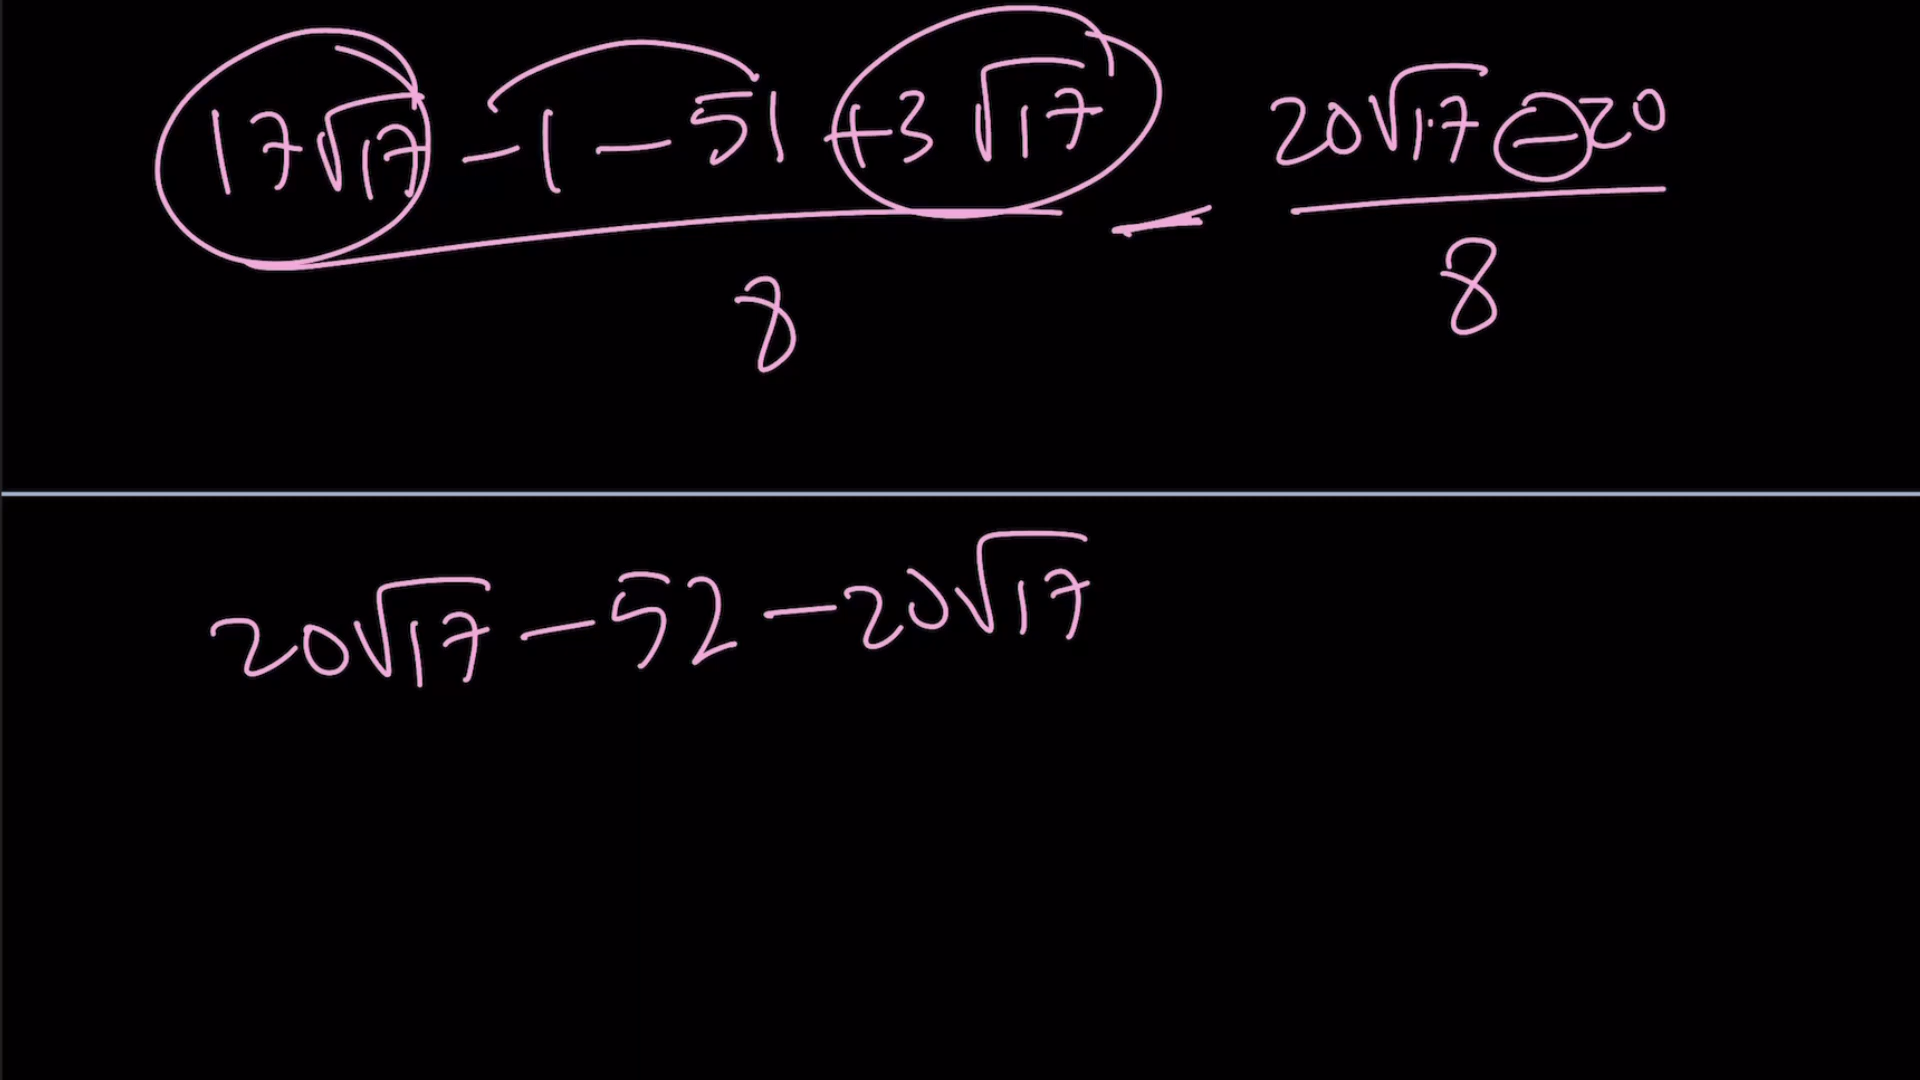 17√17 - 1 - 51 + 3√17 - 20√17 - 20
8 8
20√17 - 52 - 20√17